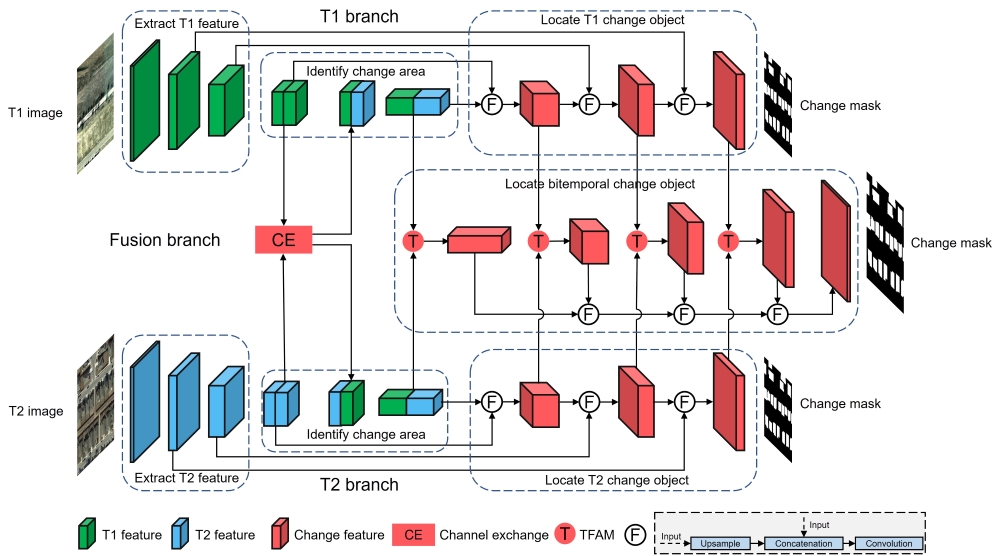 T1 branch
Extract T1 feature
Locate T1 change object
Identify change area
T1 image
F
F
F
Change mask
Locate bitemporal change object
Fusion branch
CE
T
T
T
T
Change mask
F
F
F
T2 image
F
F
F
Change mask
Identify change area
Extract T2 feature
T2 branch
Locate T2 change object
T1 feature
T2 feature
Change feature
CE
Channel exchange
T
TFAM
F
Input
Input
Upsample
Concatenation
Convolution